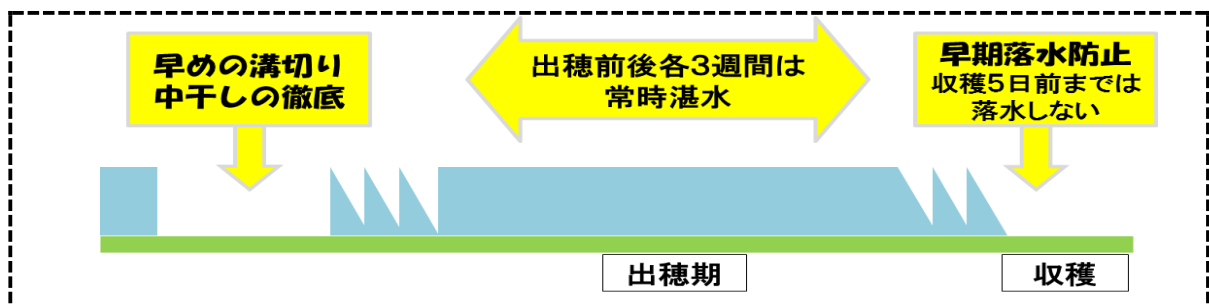 早めの溝切り
中干しの徹底
出穂前後各3週間は
常時湛水
早期落水防止
収穫5日前までは
落水しない
出穂期
収穫